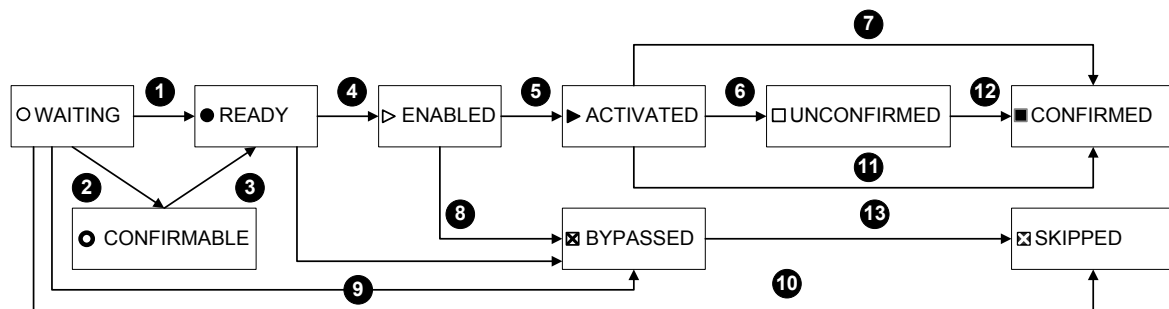 7
1
4
5
6
12
WAITING
READY
ENABLED
ACTIVATED
UNCONFIRMED
CONFIRMED
11
2
3
8
13
CONFIRMABLE
BYPASSED
SKIPPED
9
10